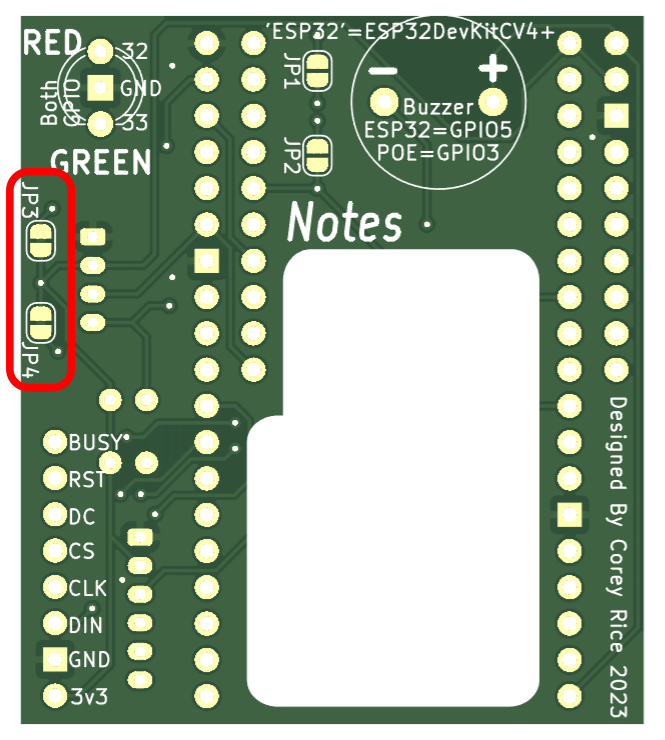 'ESP32'=ESP32DevKitCV4+
RED
32
GND
33
Both
GPIO
GREEN
JP1
JP2
- +
Buzzer
ESP32=GPIO5
POE=GPIO3
JP3
JP4
Notes
BUSY
RST
DC
CS
CLK
DIN
GND
3v3
Designed By Corey Rice 2023